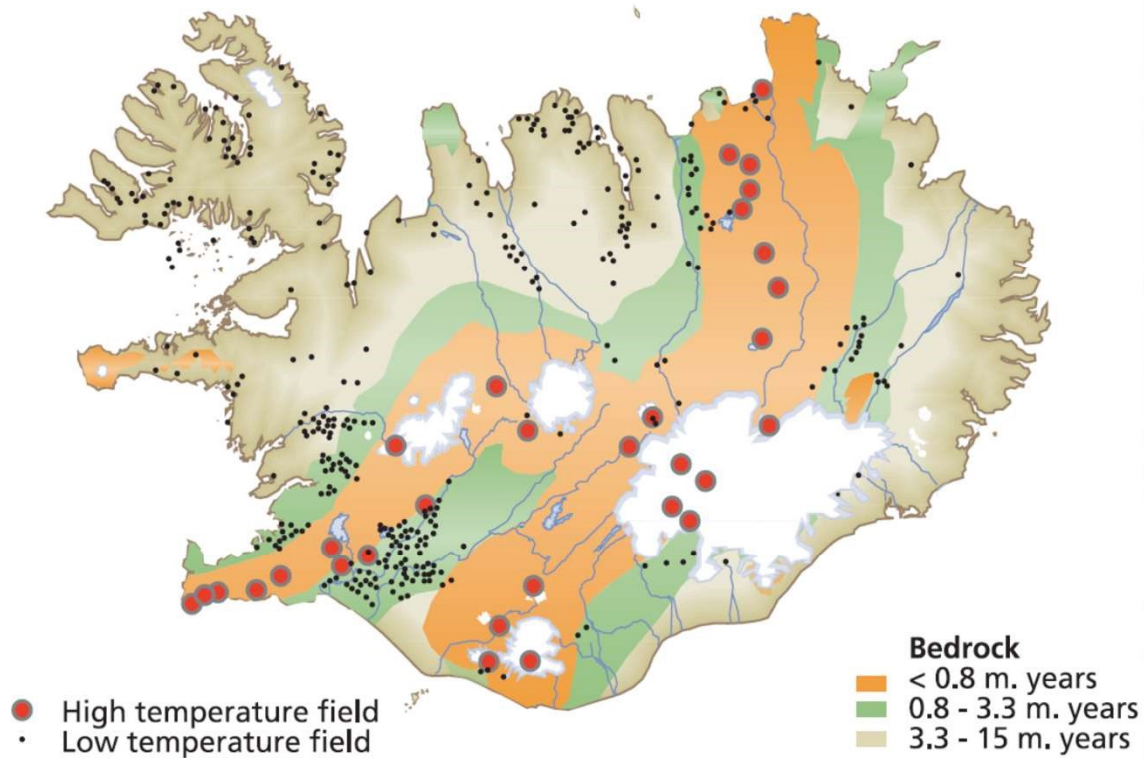 Bedrock
< 0.8 m. years
0.8 - 3.3 m. years
3.3 - 15 m. years
High temperature field
Low temperature field